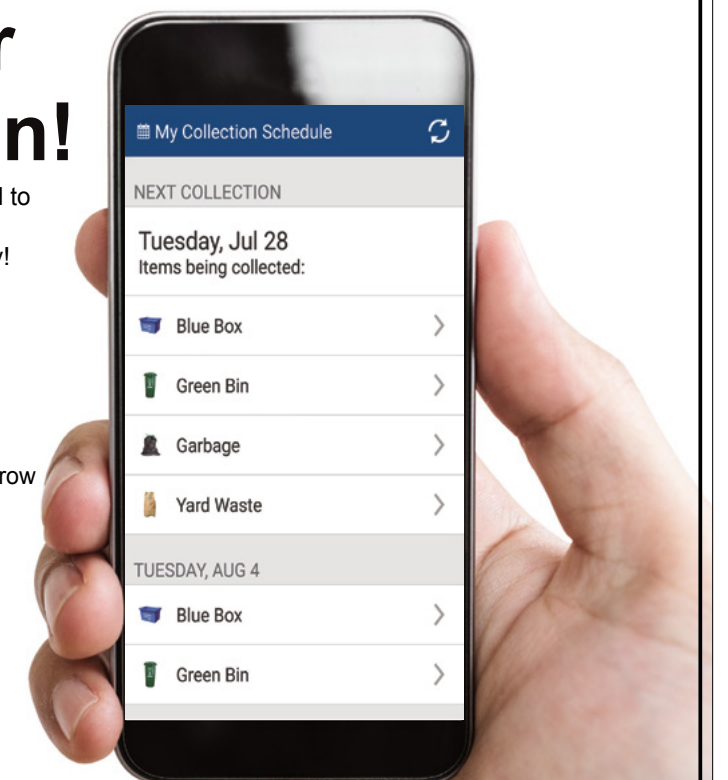 r
n!
l to
y!
row
My Collection Schedule
NEXT COLLECTION
Tuesday, Jul 28
Items being collected:
Blue Box
Green Bin
Garbage
Yard Waste
TUESDAY, AUG 4
Blue Box
Green Bin